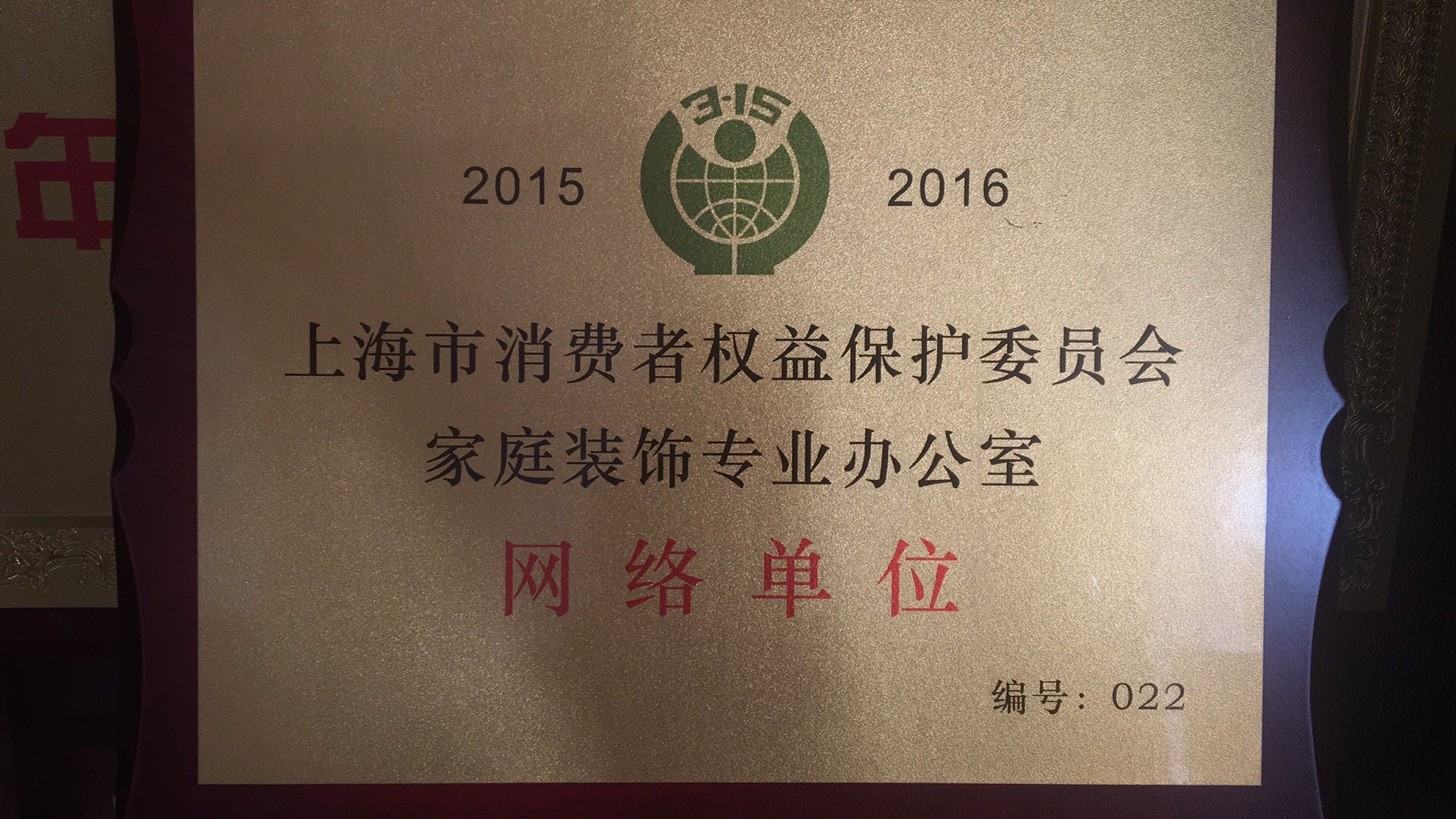 年
3·15
2015 2016
上海市消费者权益保护委员会
家庭装饰专业办公室
网络单位
编号：022